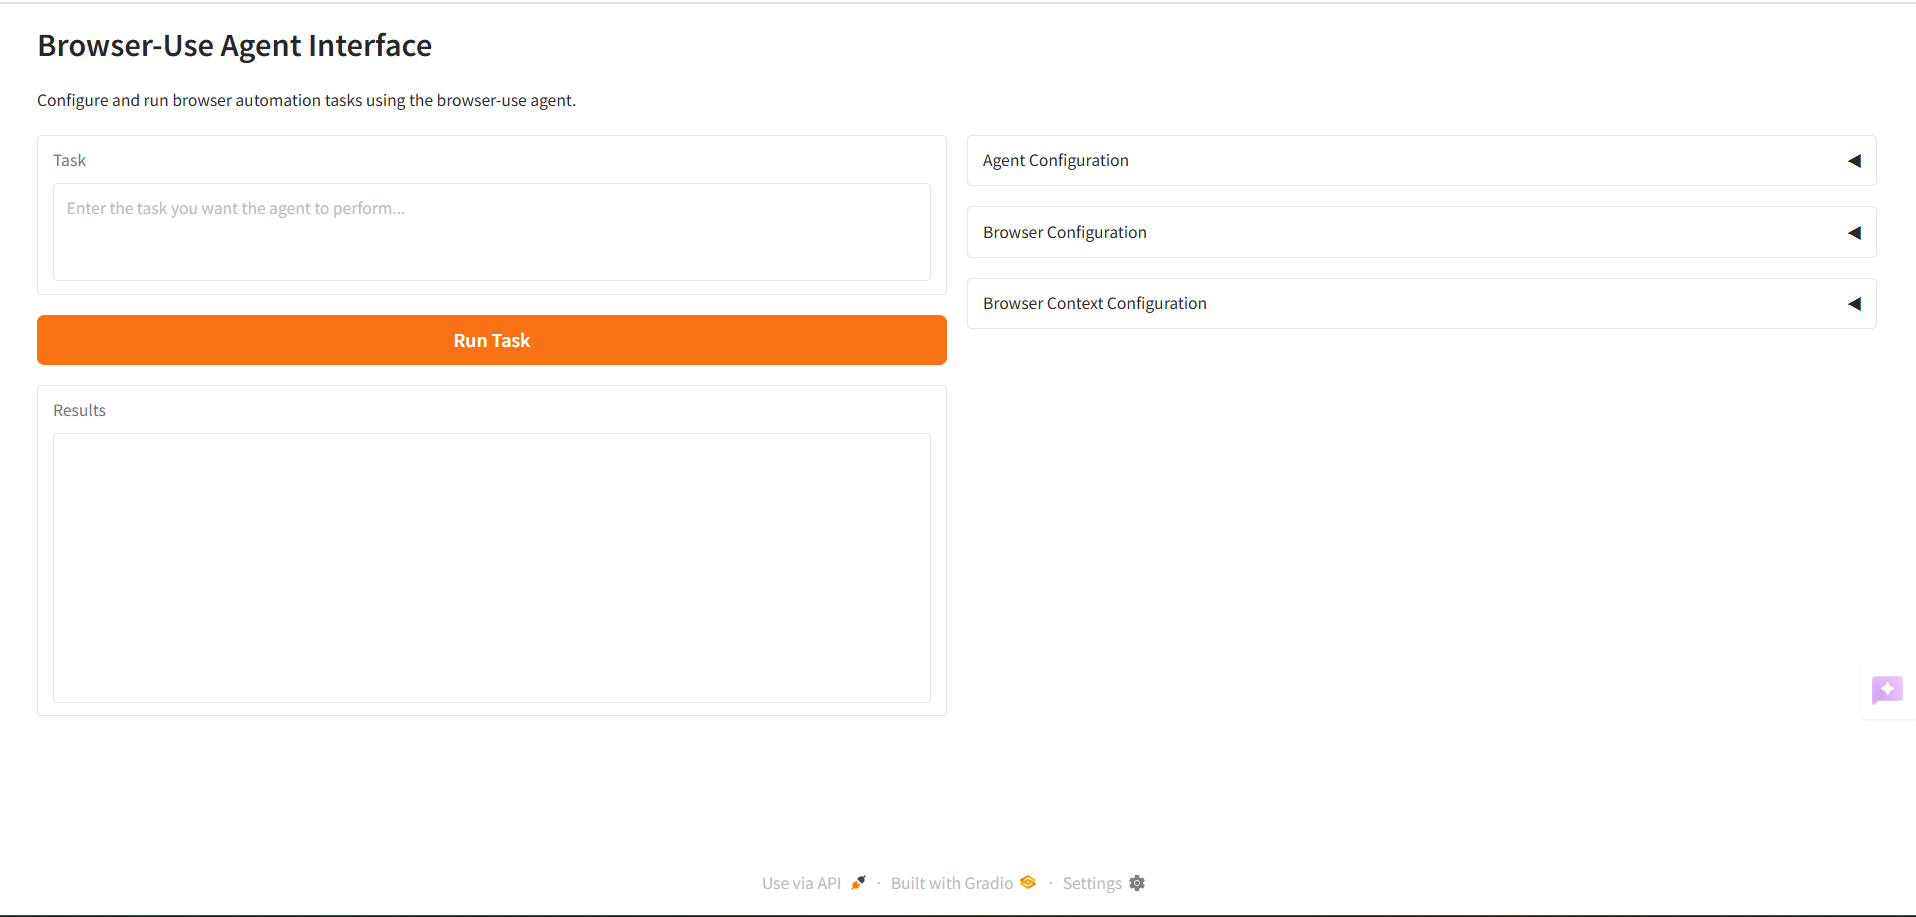 Browser-Use Agent Interface
Configure and run browser automation tasks using the browser-use agent.
Task
Enter the task you want the agent to perform...
Run Task
Results
Agent Configuration
Browser Configuration
Browser Context Configuration
Use via API · Built with Gradio · Settings